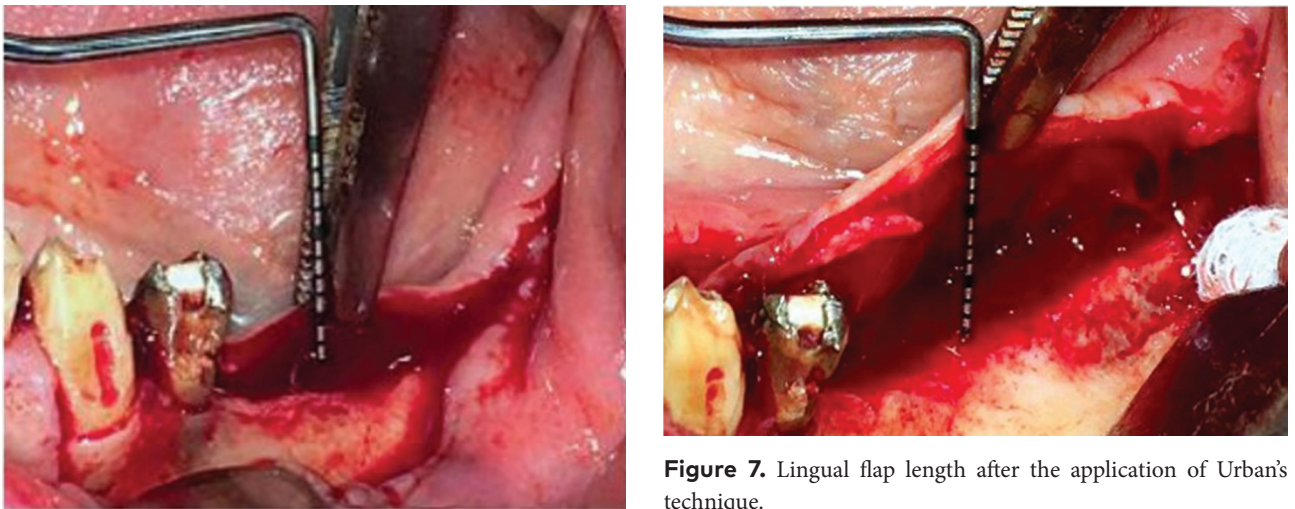 Figure 7. Lingual flap length after the application of Urban's
technique.